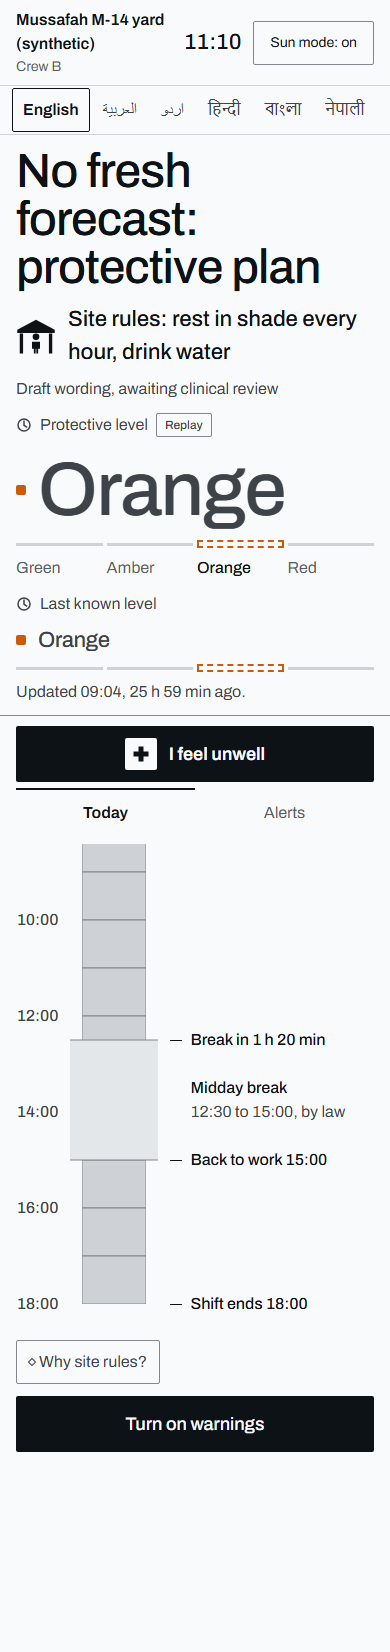 Mussafah M-14 yard
(synthetic)
Crew B
11:10
Sun mode: on
English
العربية
اردو
हिन्दी
বাংলা
नेपाली
No fresh
forecast:
protective plan
Site rules: rest in shade every
hour, drink water
Draft wording, awaiting clinical review
Protective level
Replay
Orange
Green
Amber
Orange
Red
Last known level
Orange
Updated 09:04, 25 h 59 min ago.
I feel unwell
Today
Alerts
10:00
12:00
Break in 1 h 20 min
Midday break
14:00
12:30 to 15:00, by law
Back to work 15:00
16:00
18:00
Shift ends 18:00
Why site rules?
Turn on warnings